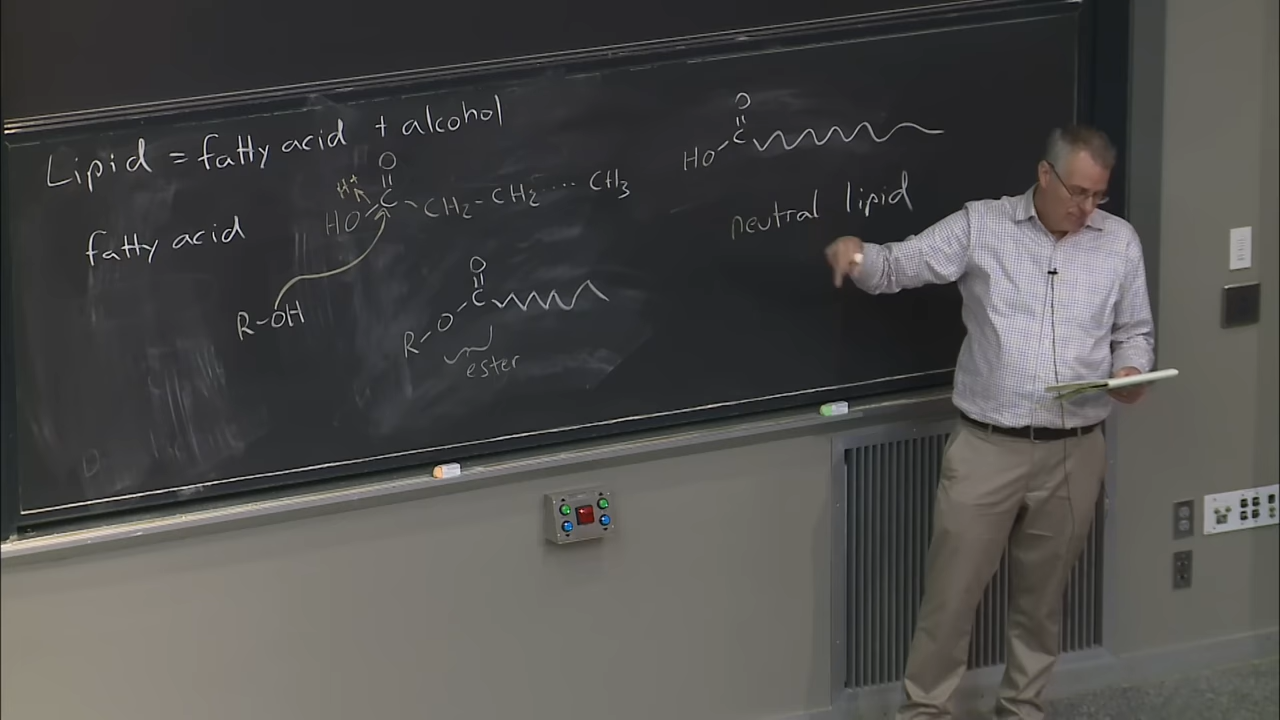 Lipid = fatty acid + alcohol
O
H+
HO C CH2-CH2.... CH3
fatty acid
R-OH
O
C
O
R
ester
O
HO C
neutral lipid